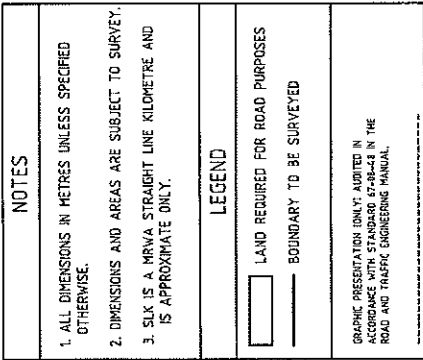 NOTES
1. ALL DIMENSIONS IN METRES UNLESS SPECIFIED
OTHERWISE.
2. DIMENSIONS AND AREAS ARE SUBJECT TO SURVEY.
3. SLK IS A MRWA STRAIGHT LINE KILOMETRE AND
IS APPROXIMATE ONLY.
LEGEND
LAND REQUIRED FOR ROAD PURPOSES
BOUNDARY TO BE SURVEYED
GRAPHIC PRESENTATION (ONLY) AUDITED IN
ACCORDANCE WITH STANDARD 67-08-48 IN THE
ROAD AND TRAFFIC ENGINEERING MANUAL.